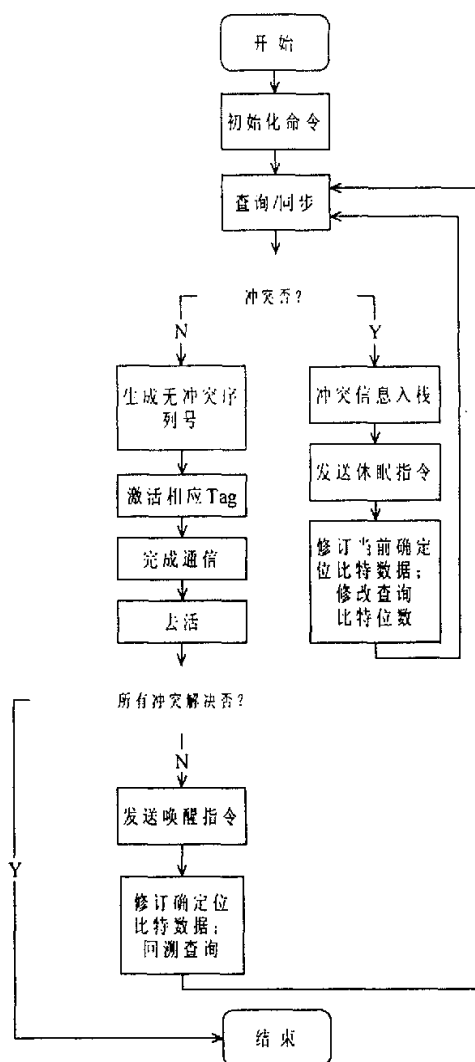 开始
初始化命令
查询/同步
冲突否?
N
Y
生成无冲突序
列号
冲突信息入栈
激活相应Tag
发送休眠指令
完成通信
修订当前确定
位比特数据;
修改查询
比特位数
去活
所有冲突解决否?
N
发送唤醒指令
Y
修订确定位
比特数据;
回溯查询
结束